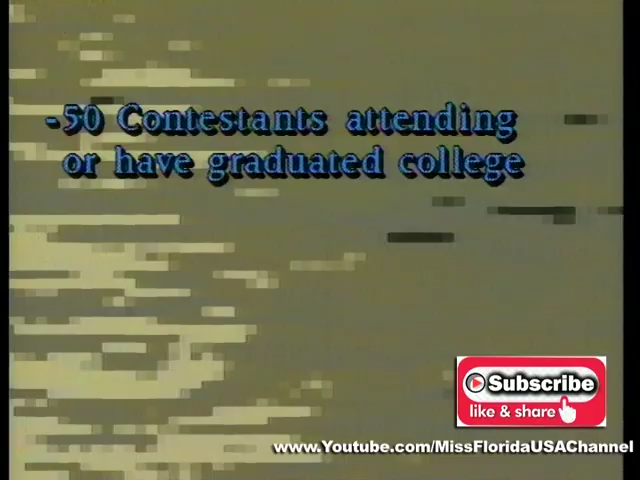 -50 Contestants attending
or have graduated college
Subscribe
like & share
www.Youtube.com/MissFloridaUSAChannel